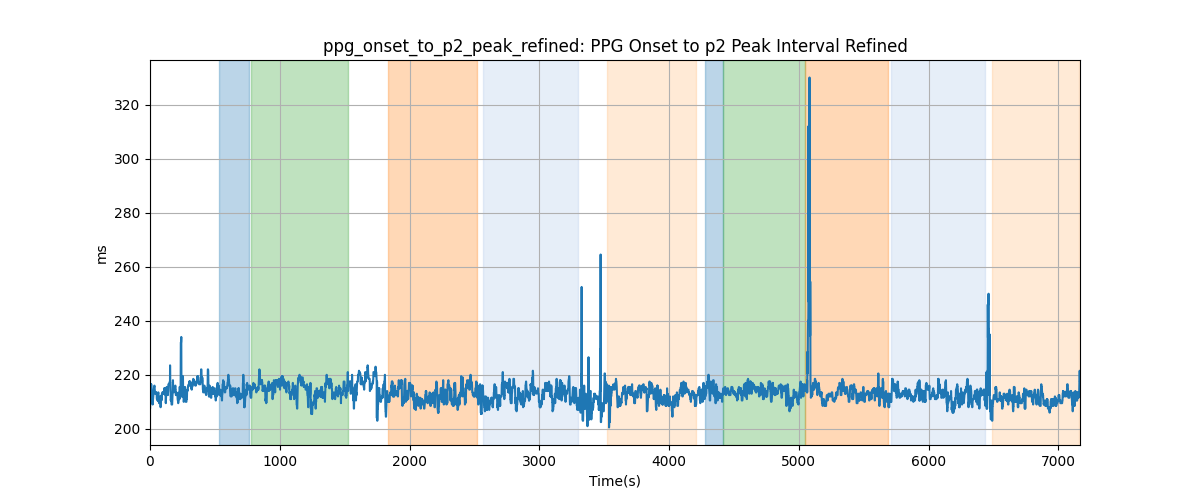 ppg_onset_to_p2_peak_refined: PPG Onset to p2 Peak Interval Refined
320
300
280
260
240
220
200
ms
0 1000 2000 3000 4000 5000 6000 7000
Time(s)